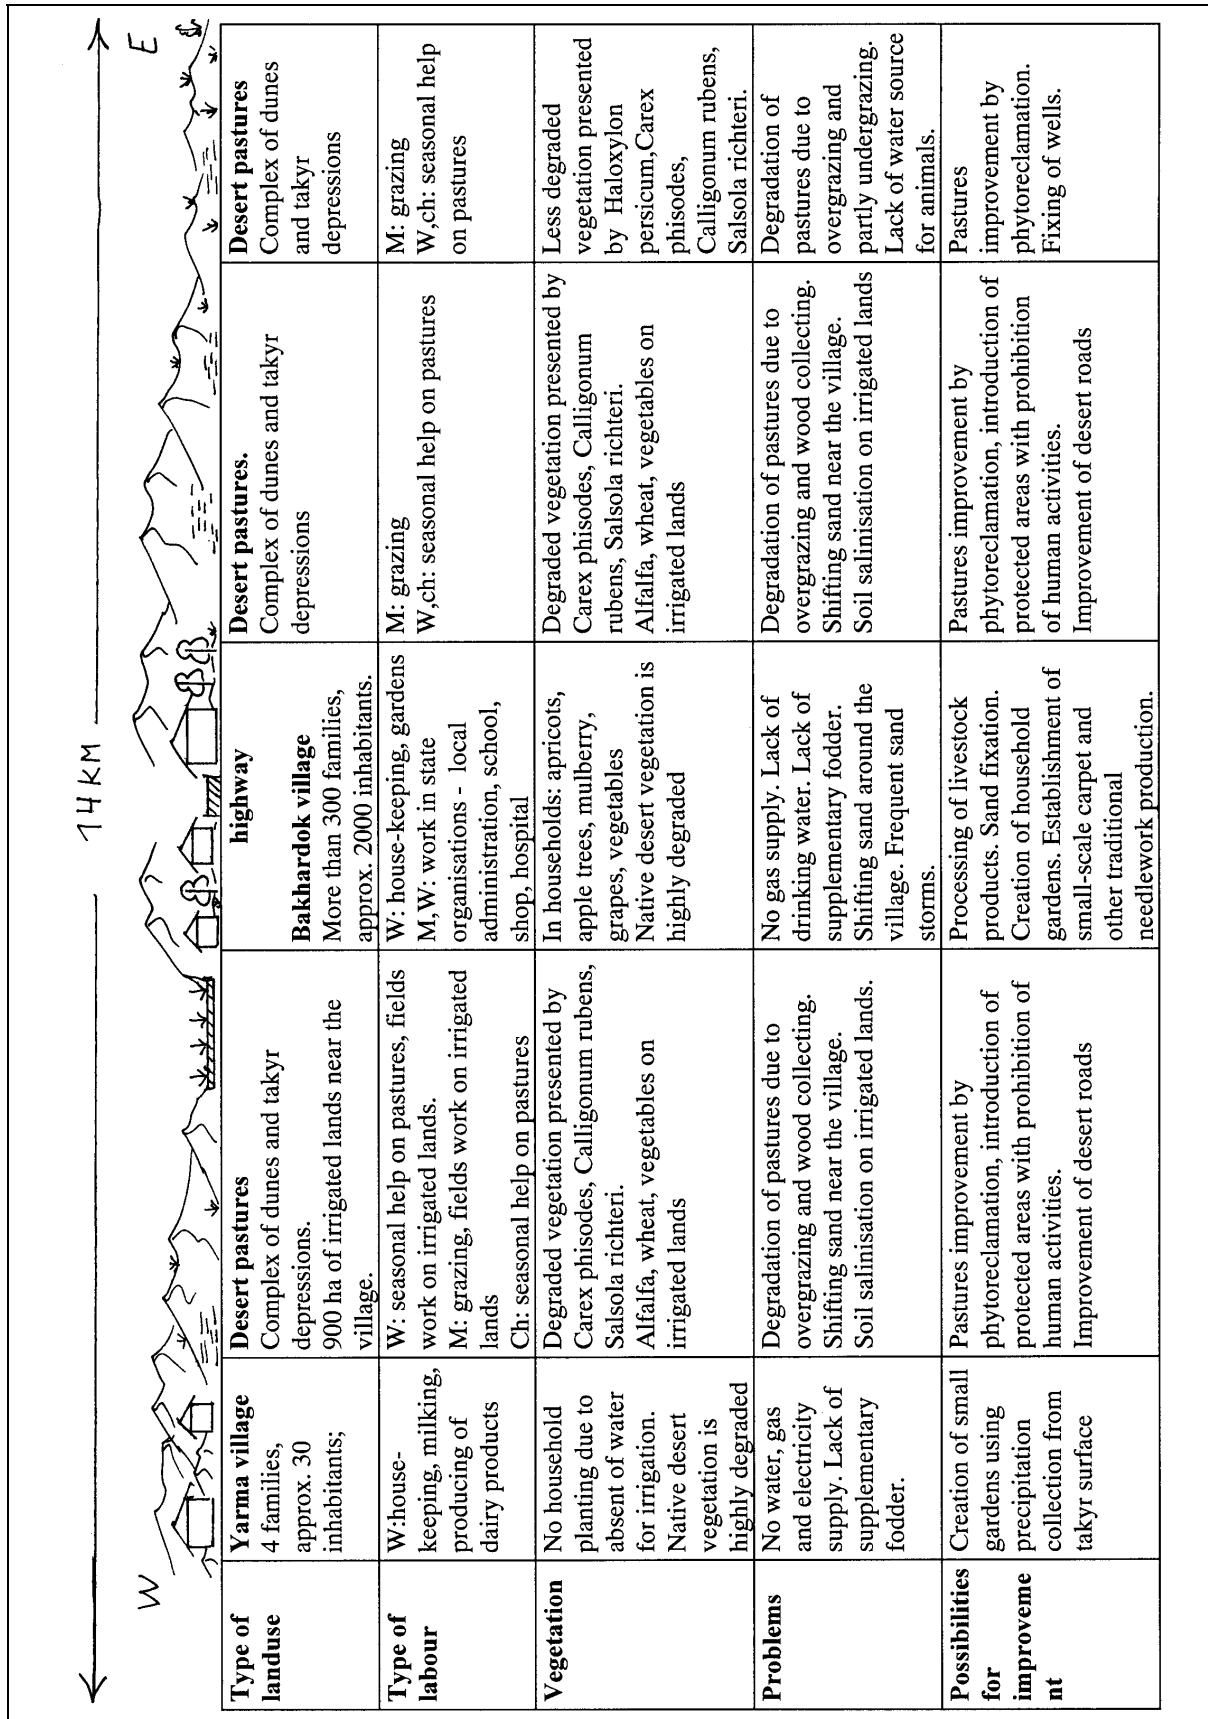 14 KM
W
E
Type of
landuse
Yarma village
4 families,
approx. 30
inhabitants;
Desert pastures
Complex of dunes and takyr
depressions.
900 ha of irrigated lands near the
village.
highway
Bakhardok village
More than 300 families,
approx. 2000 inhabitants.
Desert pastures.
Complex of dunes and takyr
depressions
Desert pastures
Complex of dunes
and takyr
depressions
Type of
labour
W:house-
keeping, milking,
producing of
dairy products
W: seasonal help on pastures, fields
work on irrigated lands.
M: grazing, fields work on irrigated
lands
Ch: seasonal help on pastures
W: house-keeping, gardens
M,W: work in state
organisations - local
administration, school,
shop, hospital
M: grazing
W,ch: seasonal help on pastures
M: grazing
W,ch: seasonal help
on pastures
Vegetation
No household
planting due to
absent of water
for irrigation.
Native desert
vegetation is
highly degraded
Degraded vegetation presented by
Carex phisodes, Calligonum rubens,
Salsola richteri.
Alfalfa, wheat, vegetables on
irrigated lands
In households: apricots,
apple trees, mulberry,
grapes, vegetables
Native desert vegetation is
highly degraded
Degraded vegetation presented by
Carex phisodes, Calligonum
rubens, Salsola richteri.
Alfalfa, wheat, vegetables on
irrigated lands
Less degraded
vegetation presented
by Haloxylon
persicum,Carex
phisodes,
Calligonum rubens,
Salsola richteri.
Problems
No water, gas
and electricity
supply. Lack of
supplementary
fodder.
Degradation of pastures due to
overgrazing and wood collecting.
Shifting sand near the village.
Soil salinisation on irrigated lands.
No gas supply. Lack of
drinking water. Lack of
supplementary fodder.
Shifting sand around the
village. Frequent sand
storms.
Degradation of pastures due to
overgrazing and wood collecting.
Shifting sand near the village.
Soil salinisation on irrigated lands
Degradation of
pastures due to
overgrazing and
partly undergrazing.
Lack of water source
for animals.
Possibilities
for
improveme
nt
Creation of small
gardens using
precipitation
collection from
takyr surface
Pastures improvement by
phytoreclamation, introduction of
protected areas with prohibition of
human activities.
Improvement of desert roads
Processing of livestock
products. Sand fixation.
Creation of household
gardens. Establishment of
small-scale carpet and
other traditional
needlework production.
Pastures improvement by
phytoreclamation, introduction of
protected areas with prohibition
of human activities.
Improvement of desert roads
Pastures
improvement by
phytoreclamation.
Fixing of wells.